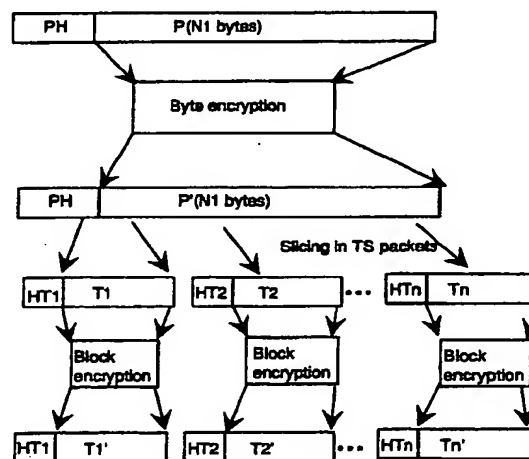 PH P(N1 bytes)
Byte encryption
PH P'(N1 bytes)
Slicing in TS packets
HT1 T1 HT2 T2 ••• HTn Tn
Block encryption Block encryption Block encryption
HT1 T1' HT2 T2' ••• HTn Tn'